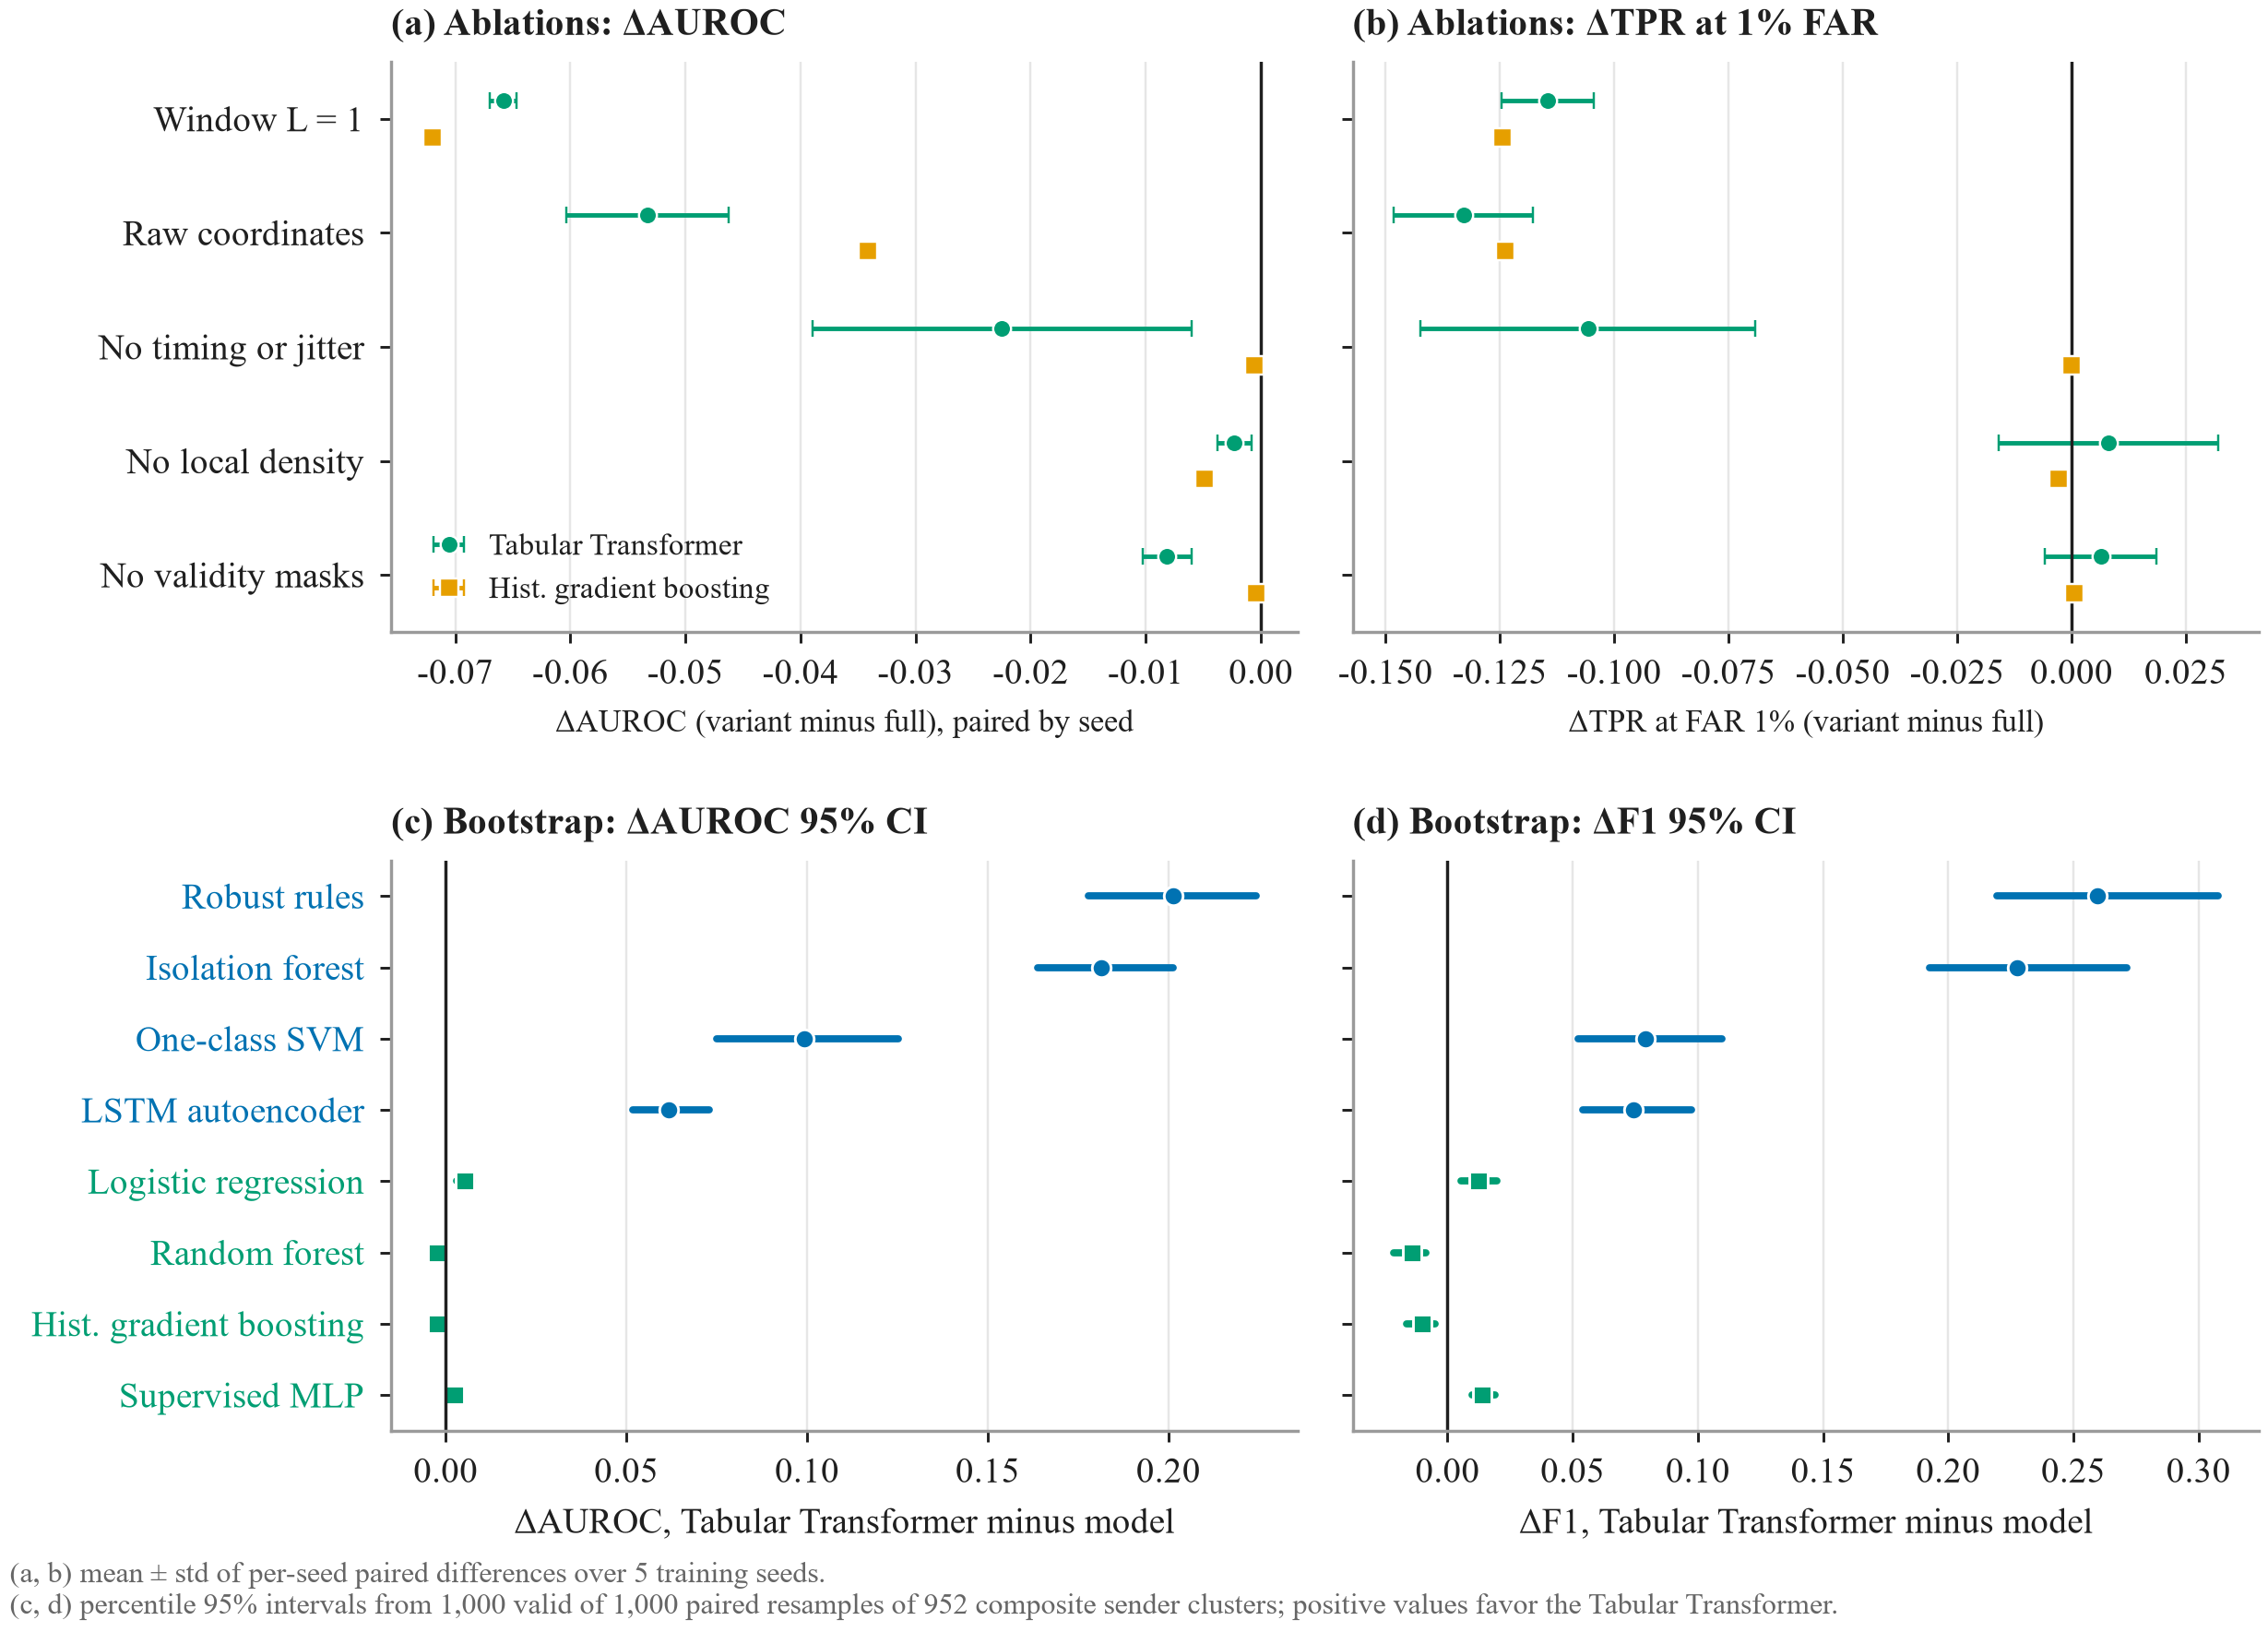 (a) Ablations: ΔAUROC
Window L = 1
Raw coordinates
No timing or jitter
No local density
No validity masks
Tabular Transformer
Hist. gradient boosting
-0.07 -0.06 -0.05 -0.04 -0.03 -0.02 -0.01 0.00
ΔAUROC (variant minus full), paired by seed
(b) Ablations: ΔTPR at 1% FAR
-0.150 -0.125 -0.100 -0.075 -0.050 -0.025 0.000 0.025
ΔTPR at FAR 1% (variant minus full)
(c) Bootstrap: ΔAUROC 95% CI
Robust rules
Isolation forest
One-class SVM
LSTM autoencoder
Logistic regression
Random forest
Hist. gradient boosting
Supervised MLP
0.00 0.05 0.10 0.15 0.20
ΔAUROC, Tabular Transformer minus model
(d) Bootstrap: ΔF1 95% CI
0.00 0.05 0.10 0.15 0.20 0.25 0.30
ΔF1, Tabular Transformer minus model
(a, b) mean ± std of per-seed paired differences over 5 training seeds.
(c, d) percentile 95% intervals from 1,000 valid of 1,000 paired resamples of 952 composite sender clusters; positive values favor the Tabular Transformer.